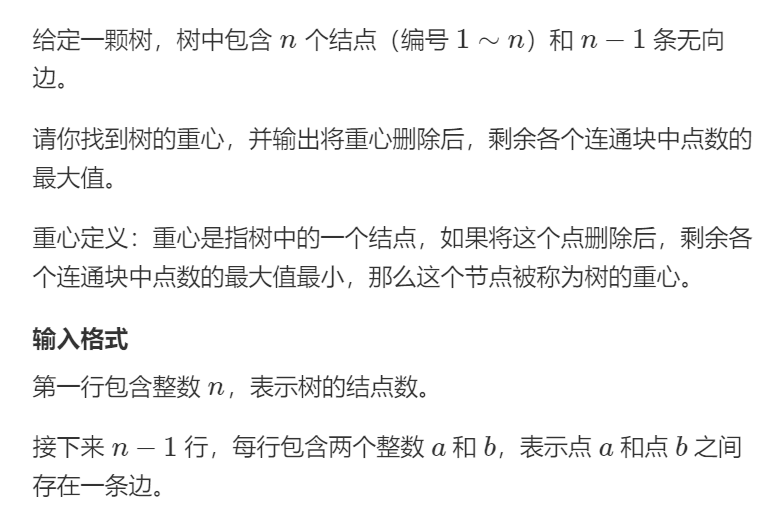 给定一颗树，树中包含 n 个结点（编号 1 ∼ n）和 n − 1 条无向
边。
请你找到树的重心，并输出将重心删除后，剩余各个连通块中点数的
最大值。
重心定义：重心是指树中的一个结点，如果将这个点删除后，剩余各
个连通块中点数的最大值最小，那么这个节点被称为树的重心。
输入格式
第一行包含整数 n，表示树的结点数。
接下来 n − 1 行，每行包含两个整数 a 和 b，表示点 a 和点 b 之间
存在一条边。